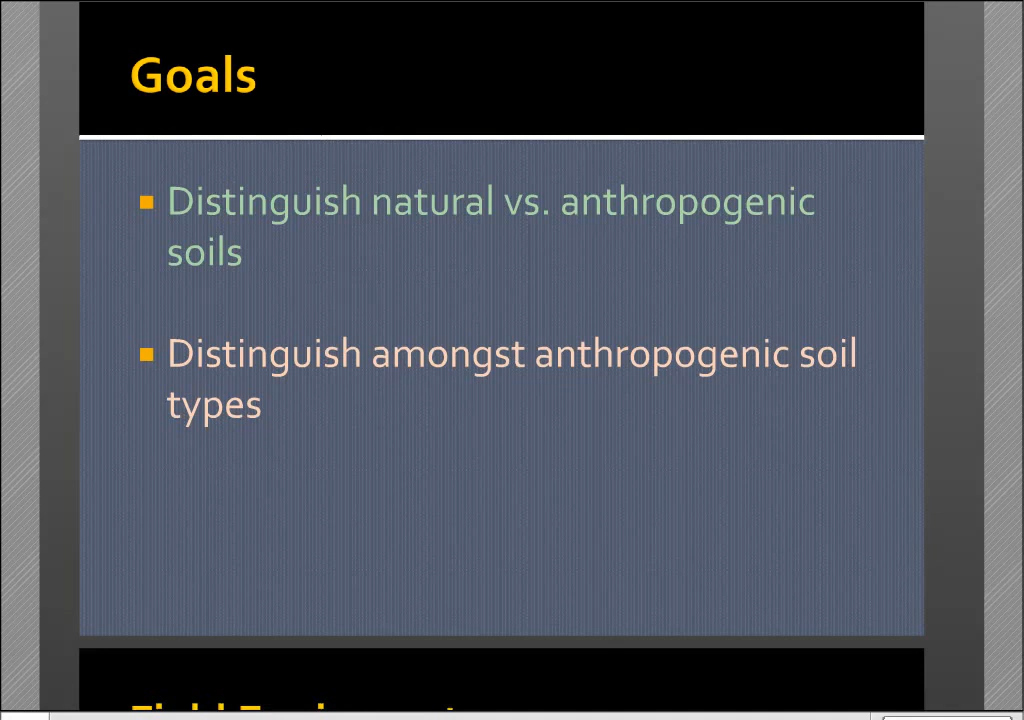 Goals
Distinguish natural vs. anthropogenic
soils
Distinguish amongst anthropogenic soil
types